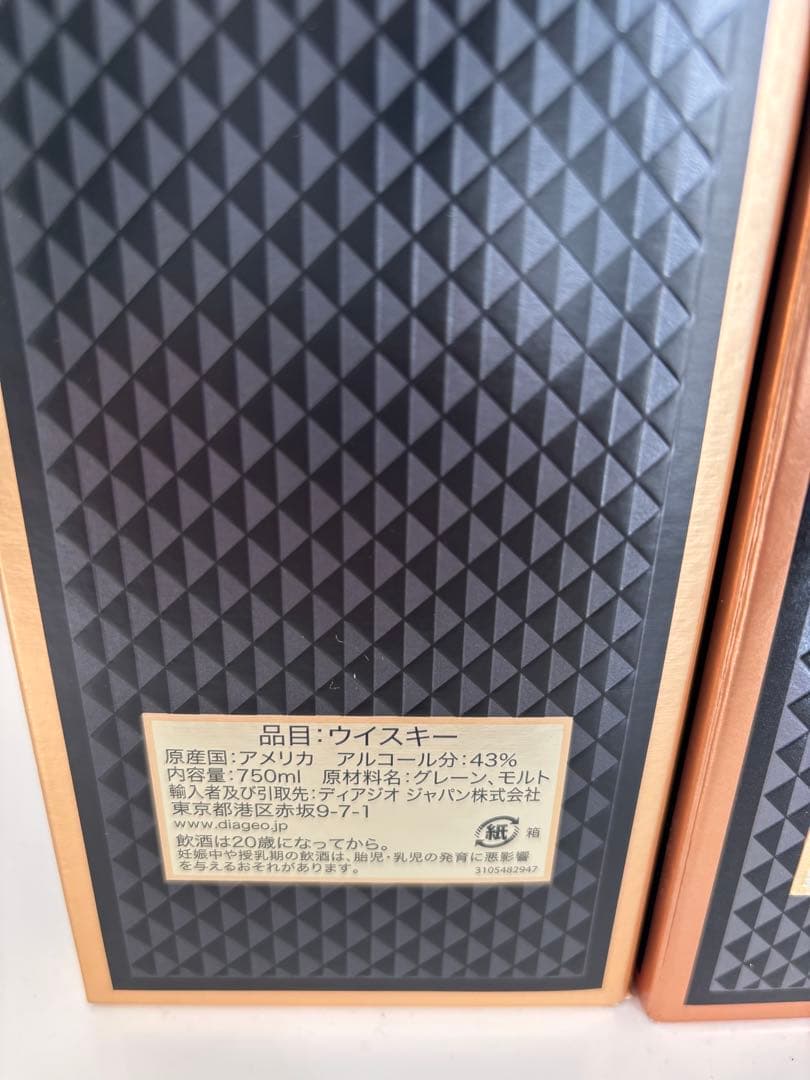 品目:ウイスキー
原産国:アメリカ　アルコール分:43%
内容量:750ml　原材料名:グレーン、モルト
輸入者及び引取先:ディアジオ ジャパン株式会社
東京都港区赤坂9-7-1
www.diageo.jp
紙 箱
飲酒は20歳になってから。
妊娠中や授乳期の飲酒は、胎児・乳児の発育に悪影響
を与えるおそれがあります。
3105482947